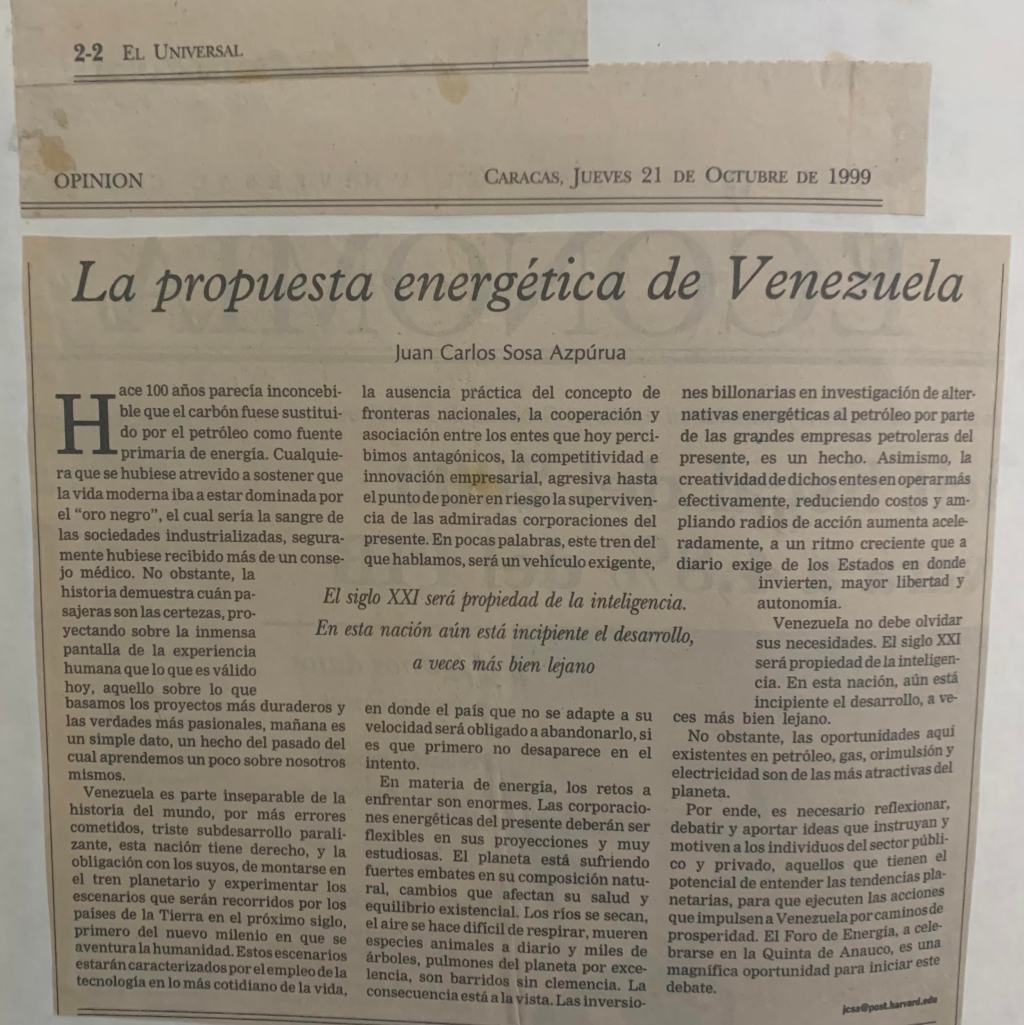 2-2 EL UNIVERSAL
OPINION
CARACAS, JUEVES 21 DE OCTUBRE DE 1999
La propuesta energética de Venezuela
Juan Carlos Sosa Azpúrua
Hace 100 años parecía inconcebi-
ble que el carbón fuese sustitui-
do por el petróleo como fuente
primaria de energía. Cualquie-
ra que se hubiese atrevido a sostener que
la vida moderna iba a estar dominada por
el "oro negro", el cual sería la sangre de
las sociedades industrializadas, segura-
mente hubiese recibido más de un conse-
jo médico. No obstante, la
historia demuestra cuán pa-
sajeras son las certezas, pro-
yectando sobre la inmensa
pantalla de la experiencia
humana que lo que es válido
hoy, aquello sobre lo que
basamos los proyectos más duraderos y
las verdades más pasionales, mañana es
un simple dato, un hecho del pasado del
cual aprendemos un poco sobre nosotros
mismos.
Venezuela es parte inseparable de la
historia del mundo, por más errores
cometidos, triste subdesarrollo parali-
zante, esta nación tiene derecho, y la
obligación con los suyos, de montarse en
el tren planetario y experimentar los
escenarios que serán recorridos por los
países de la Tierra en el próximo siglo,
primero del nuevo milenio en que se
aventura la humanidad. Estos escenarios
estarán caracterizados por el empleo de la
tecnología en lo más cotidiano de la vida,
la ausencia práctica del concepto de
fronteras nacionales, la cooperación y
asociación entre los entes que hoy perci-
bimos antagónicos, la competitividad e
innovación empresarial, agresiva hasta
el punto de poner en riesgo la superviven-
cia de las admiradas corporaciones del
presente. En pocas palabras, este tren del
que hablamos, será un vehículo exigente,
El siglo XXI será propiedad de la inteligencia.
En esta nación aún está incipiente el desarrollo,
a veces más bien lejano
en donde el país que no se adapte a su
velocidad será obligado a abandonarlo, si
es que primero no desaparece en el
intento.
En materia de energía, los retos a
enfrentar son enormes. Las corporacio-
nes energéticas del presente deberán ser
flexibles en sus proyecciones y muy
estudiosas. El planeta está sufriendo
fuertes embates en su composición natu-
ral, cambios que afectan su salud y
equilibrio existencial. Los ríos se secan,
el aire se hace difícil de respirar, mueren
especies animales a diario y miles de
árboles, pulmones del planeta por exce-
lencia, son barridos sin clemencia. La
consecuencia está a la vista. Las inversio-
nes billonarias en investigación de alter-
nativas energéticas al petróleo por parte
de las grandes empresas petroleras del
presente, es un hecho. Asimismo, la
creatividad de dichos entes en operar más
efectivamente, reduciendo costos y am-
pliando radios de acción aumenta acele-
radamente, a un ritmo creciente que a
diario exige de los Estados en donde
invierten, mayor libertad y
autonomía.
Venezuela no debe olvidar
sus necesidades. El siglo XXI
será propiedad de la inteligen-
cia. En esta nación, aún está
incipiente el desarrollo, a ve-
ces más bien lejano.
No obstante, las oportunidades aquí
existentes en petróleo, gas, orimulsión y
electricidad son de las más atractivas del
planeta.
Por ende, es necesario reflexionar,
debatir y aportar ideas que instruyan y
motiven a los individuos del sector públi-
co y privado, aquellos que tienen el
potencial de entender las tendencias pla-
netarias, para que ejecuten las acciones
que impulsen a Venezuela por caminos de
prosperidad. El Foro de Energía, a cele-
brarse en la Quinta de Anauco, es una
magnífica oportunidad para iniciar este
debate.
jcsa@post.harvard.edu